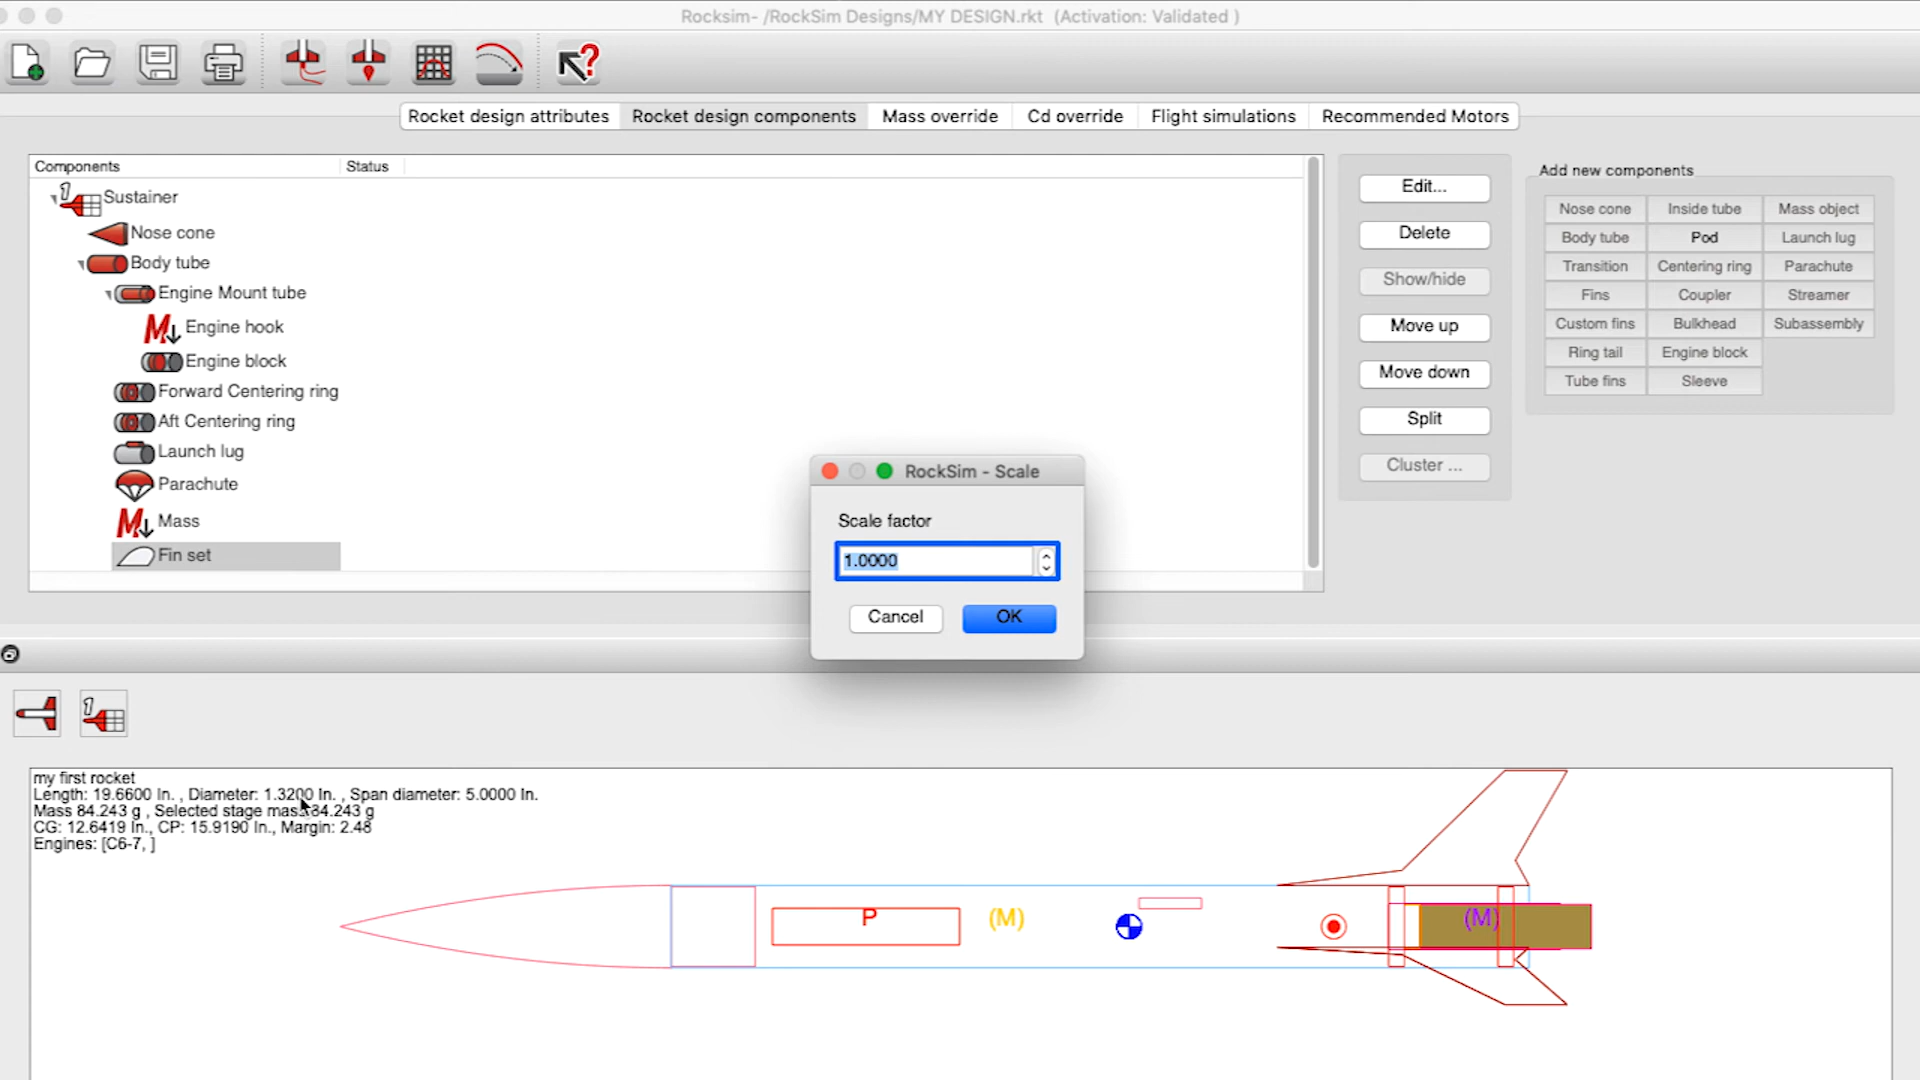 Rocksim- /RockSim Designs/MY DESIGN.rkt (Activation: Validated )
Rocket design attributes
Rocket design components
Mass override
Cd override
Flight simulations
Recommended Motors
Components
Status
1
Sustainer
Nose cone
Body tube
Engine Mount tube
M Engine hook
Engine block
Forward Centering ring
Aft Centering ring
Launch lug
Parachute
M Mass
Fin set
Edit...
Delete
Show/hide
Move up
Move down
Split
Cluster ...
Add new components
Nose cone
Inside tube
Mass object
Body tube
Pod
Launch lug
Transition
Centering ring
Parachute
Fins
Coupler
Streamer
Custom fins
Bulkhead
Subassembly
Ring tail
Engine block
Tube fins
Sleeve
RockSim - Scale
Scale factor
1.0000
Cancel
OK
1
my first rocket
Length: 19.6600 In. , Diameter: 1.3200 In. , Span diameter: 5.0000 In.
Mass 84.243 g , Selected stage mass 84.243 g
CG: 12.6419 In., CP: 15.9190 In., Margin: 2.48
Engines: [C6-7, ]
P
(M)
(M)